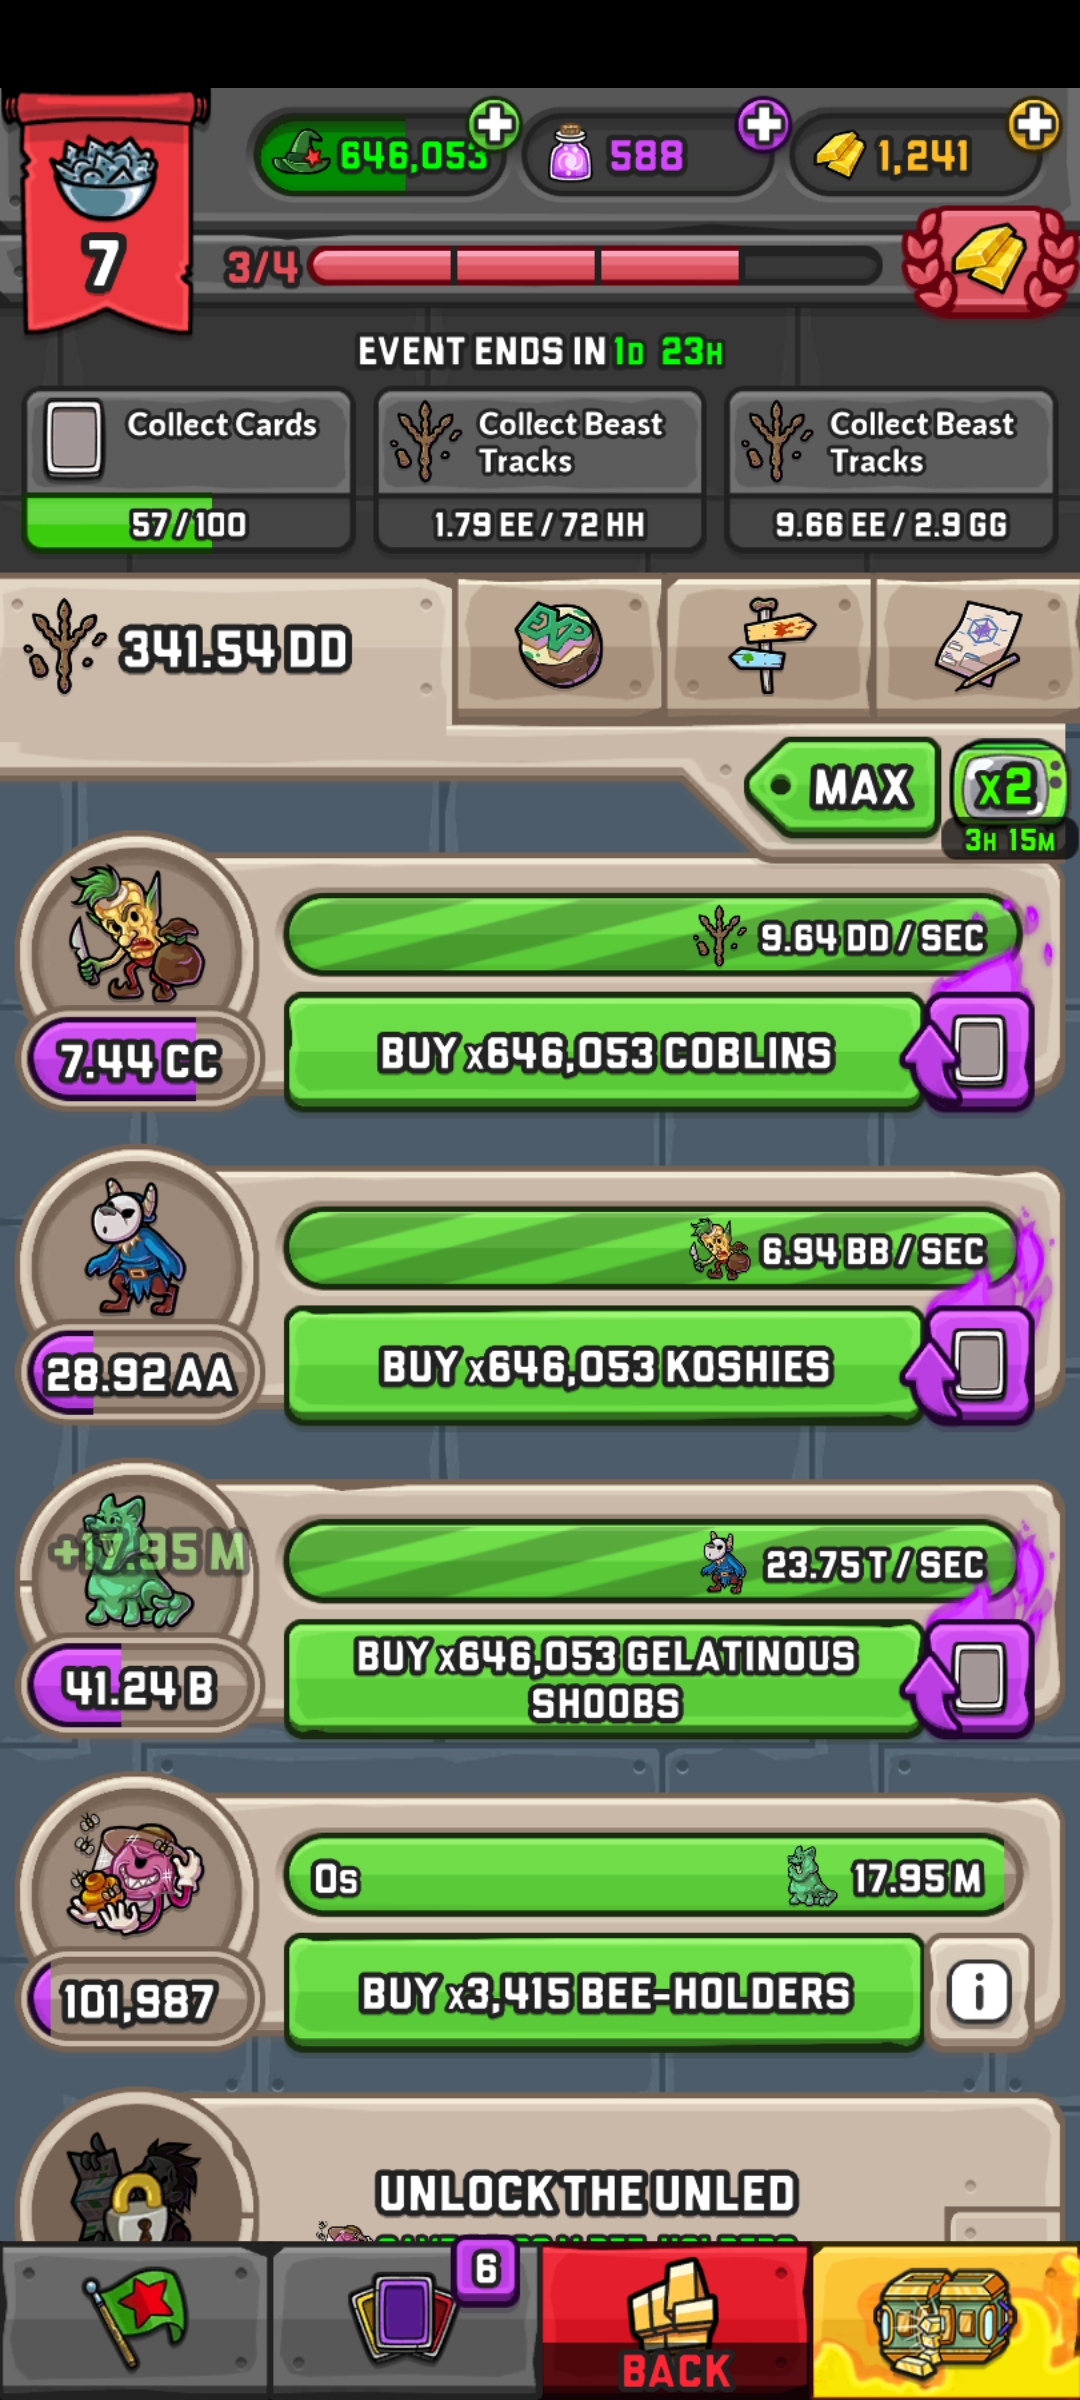 646,053
588
1,241
7
3/4
EVENT ENDS IN 1D 23H
Collect Cards
57/100
Collect Beast
Tracks
1.79 EE / 72 HH
Collect Beast
Tracks
9.66 EE / 2.9 GG
341.54 DD
EXP
MAX
x2
3H 15M
9.64 DD / SEC
7.44 CC
BUY x646,053 COBLINS
6.94 BB / SEC
28.92 AA
BUY x646,053 KOSHIES
+17.95 M
23.75 T / SEC
41.24 B
BUY x646,053 GELATINOUS
SHOOBS
0s
17.95 M
101,987
BUY x3,415 BEE-HOLDERS
i
UNLOCK THE UNLED
6
BACK